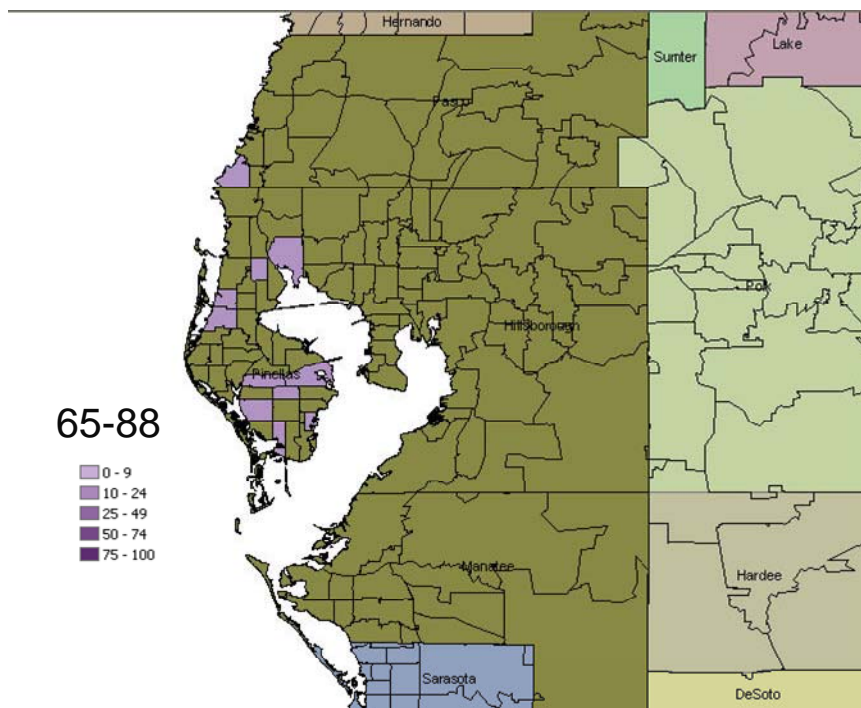 Hernando
Lake
Sumter
Pasco
Polk
Hillsborough
Pinellas
65-88
0 - 9
10 - 24
25 - 49
50 - 74
75 - 100
Manatee
Hardee
Sarasota
DeSoto